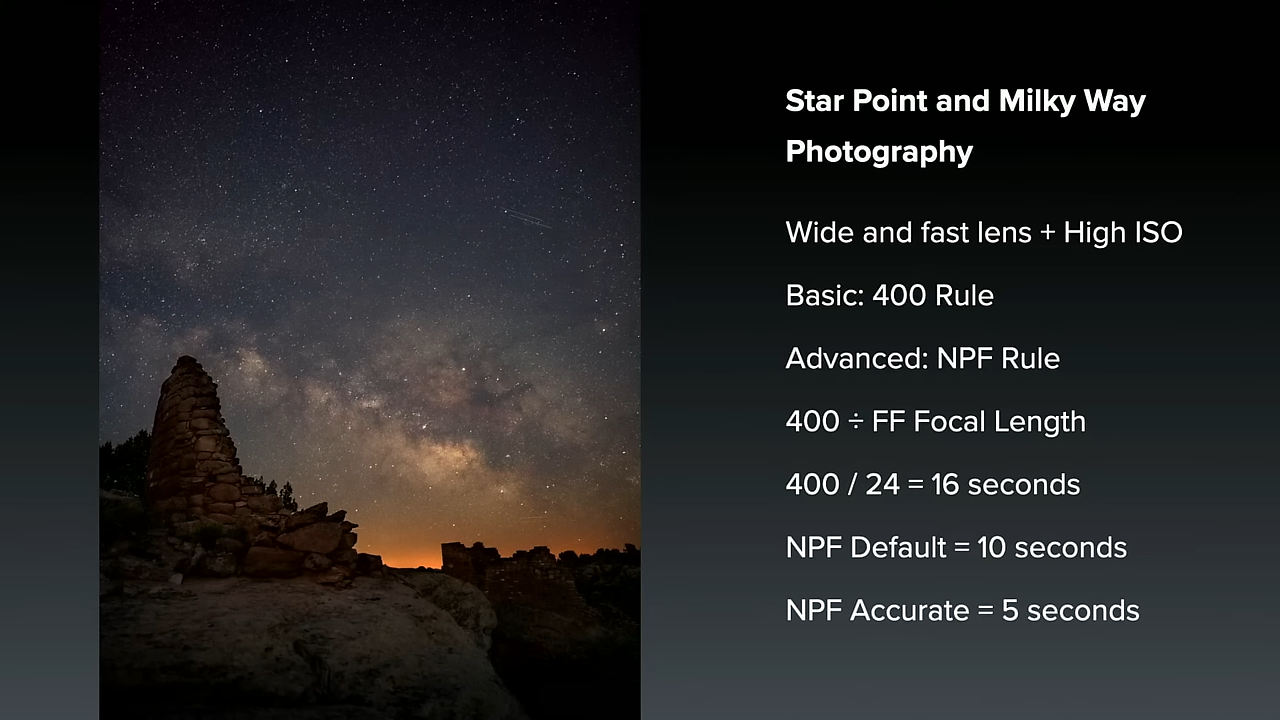 Star Point and Milky Way
Photography
Wide and fast lens + High ISO
Basic: 400 Rule
Advanced: NPF Rule
400 ÷ FF Focal Length
400 / 24 = 16 seconds
NPF Default = 10 seconds
NPF Accurate = 5 seconds